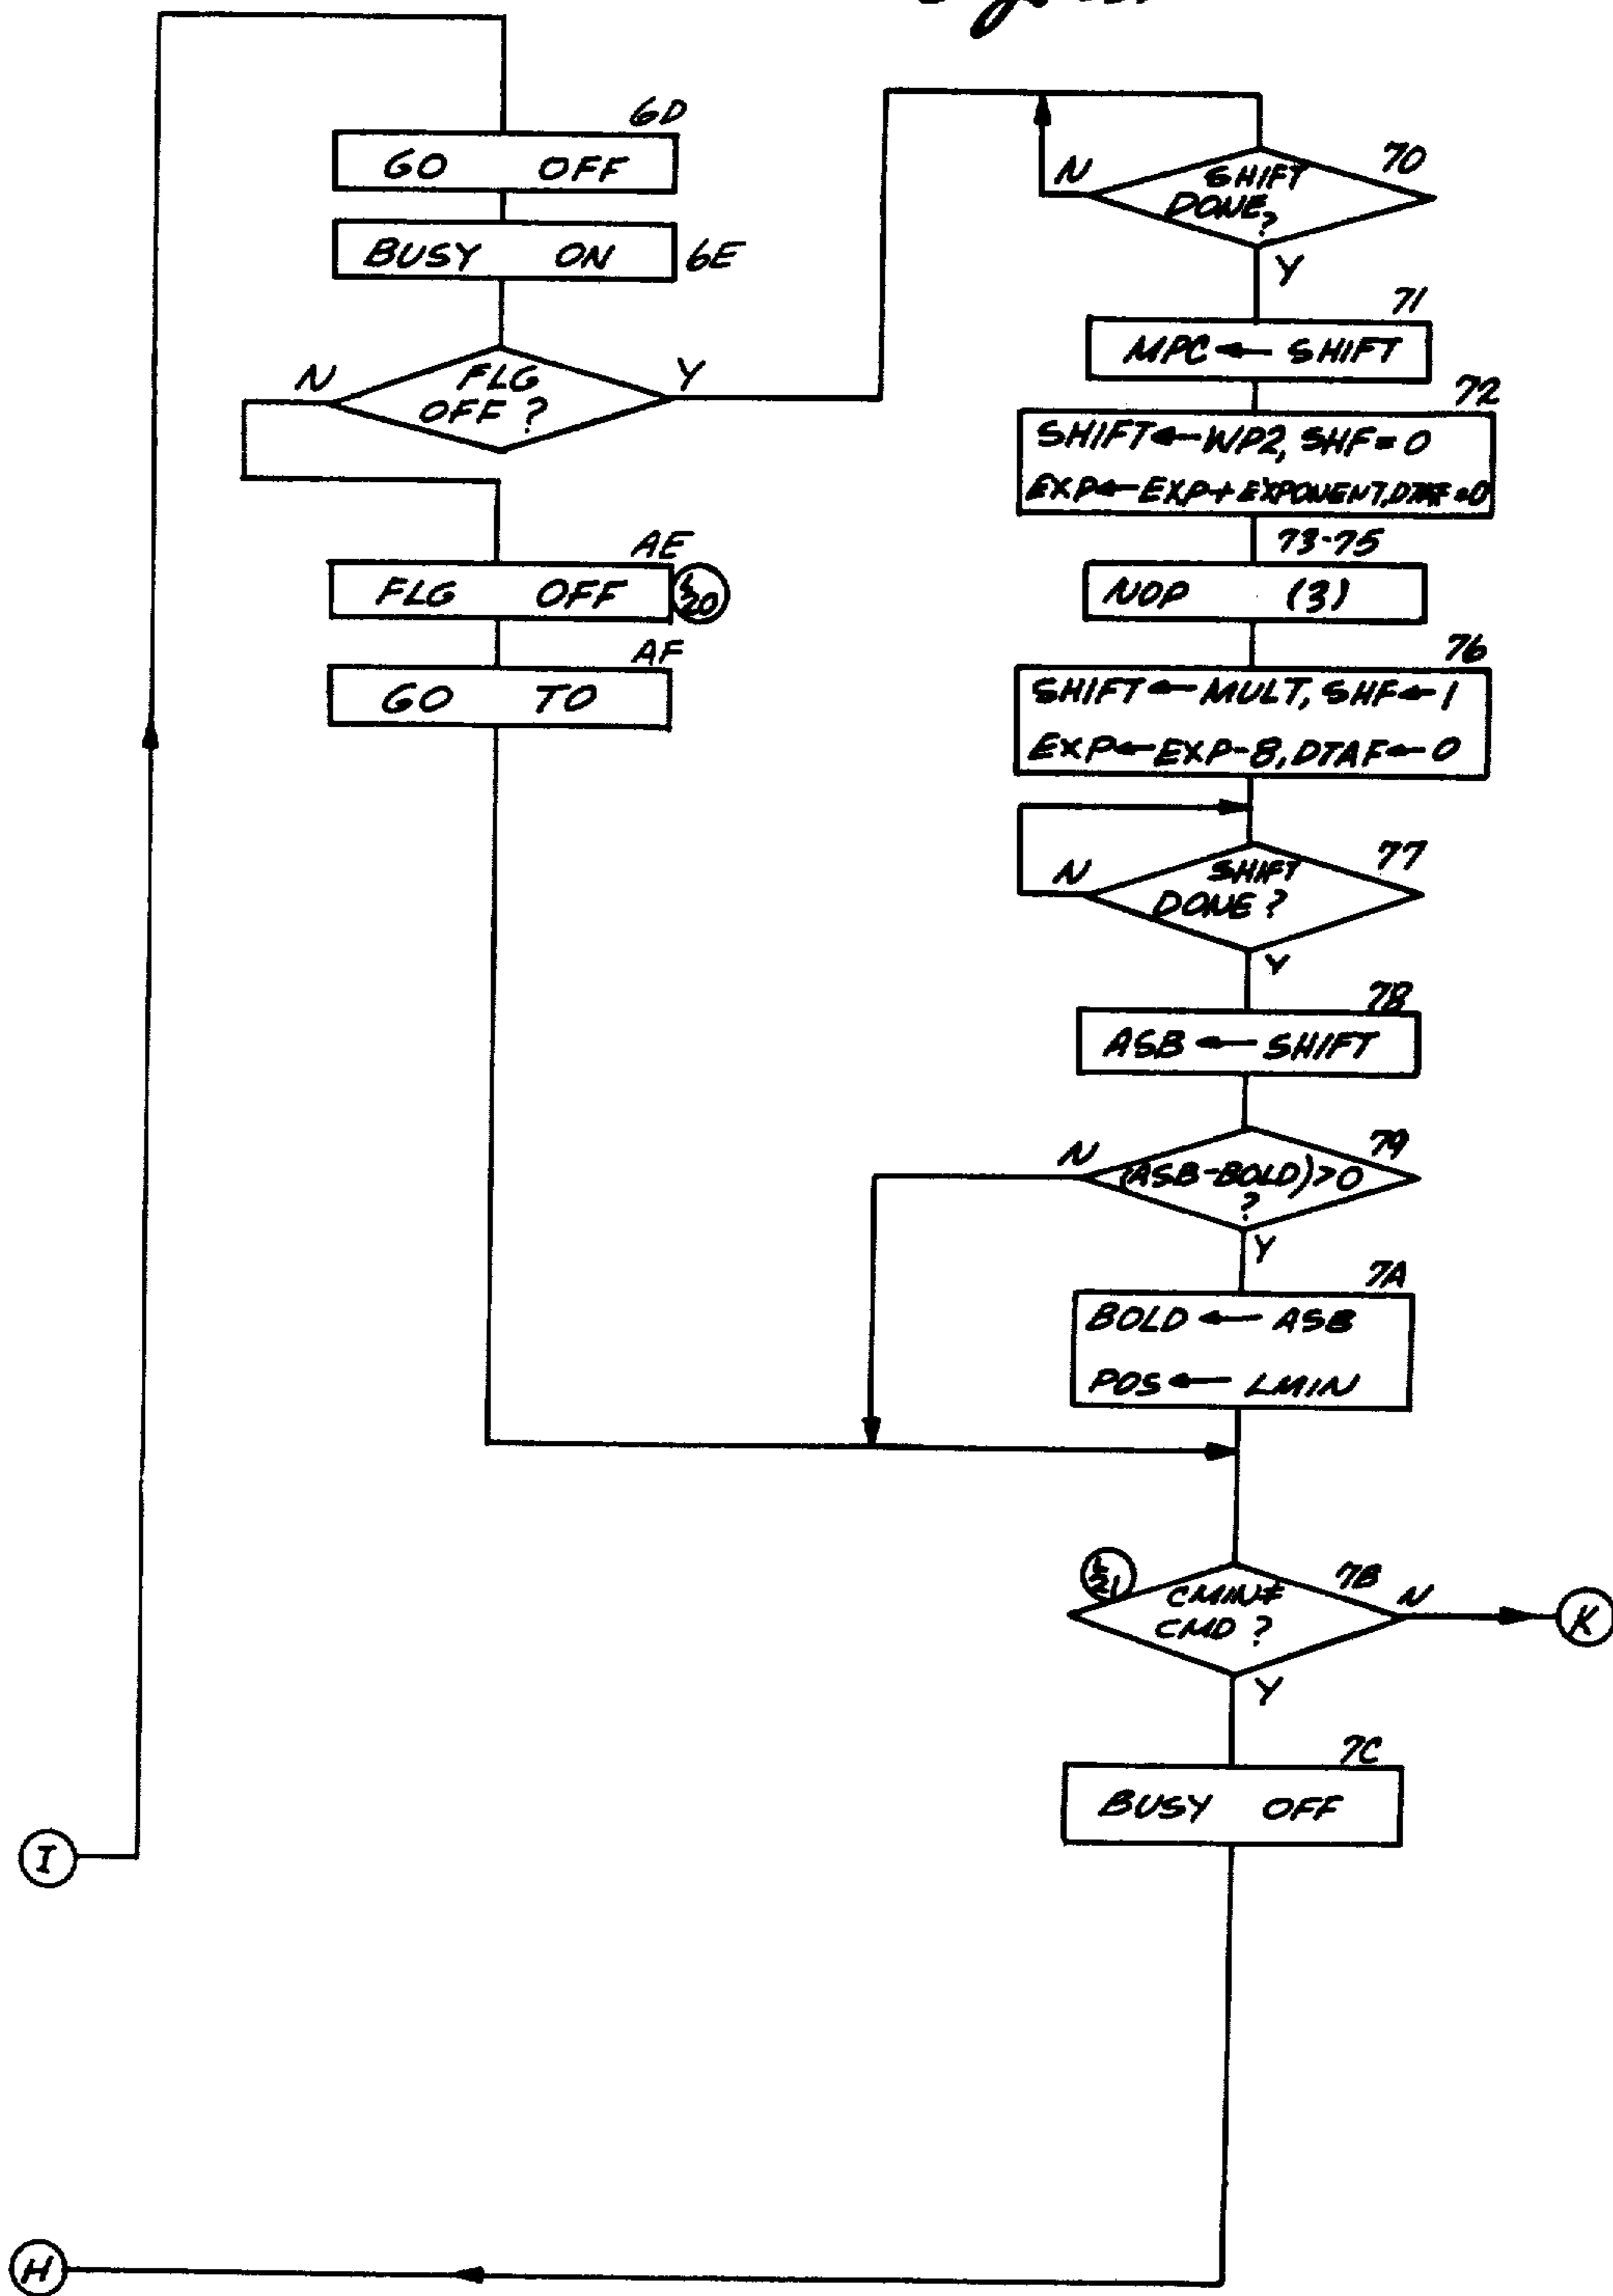 6D
GO OFF
BUSY ON
6E
FLG
OFF ?
N
Y
AE
FLG OFF
L
20
AF
GO TO
I
H
70
SHIFT
DONE?
N
Y
71
MPC ← SHIFT
72
SHIFT ← WP2, SHF = 0
EXP ← EXP + EXPONENT, DTAF = 0
73-75
NOP (3)
76
SHIFT ← MULT, SHF ← 1
EXP ← EXP-8, DTAF ← 0
77
SHIFT
DONE ?
N
Y
78
ASB ← SHIFT
79
(ASB-BOLD) > 0
?
N
Y
7A
BOLD ← ASB
POS ← LMIN
L
21
7B
CMIN ≠
CMD ?
N
K
Y
7C
BUSY OFF